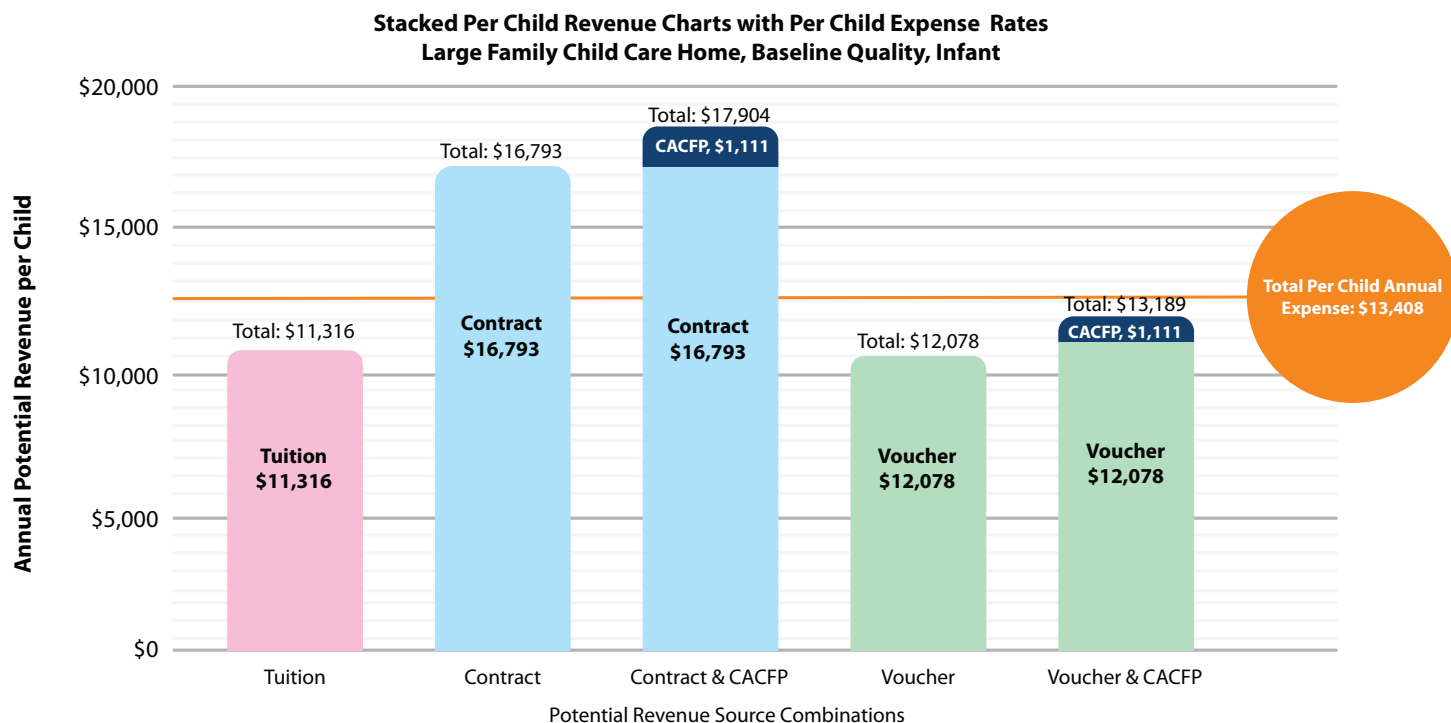 Stacked Per Child Revenue Charts with Per Child Expense Rates
Large Family Child Care Home, Baseline Quality, Infant
Annual Potential Revenue per Child
$20,000
$15,000
$10,000
$5,000
$0
Total: $11,316
Tuition
$11,316
Total: $16,793
Contract
$16,793
Total: $17,904
CACFP, $1,111
Contract
$16,793
Total: $12,078
Voucher
$12,078
Total: $13,189
CACFP, $1,111
Voucher
$12,078
Total Per Child Annual
Expense: $13,408
Tuition
Contract
Contract & CACFP
Voucher
Voucher & CACFP
Potential Revenue Source Combinations